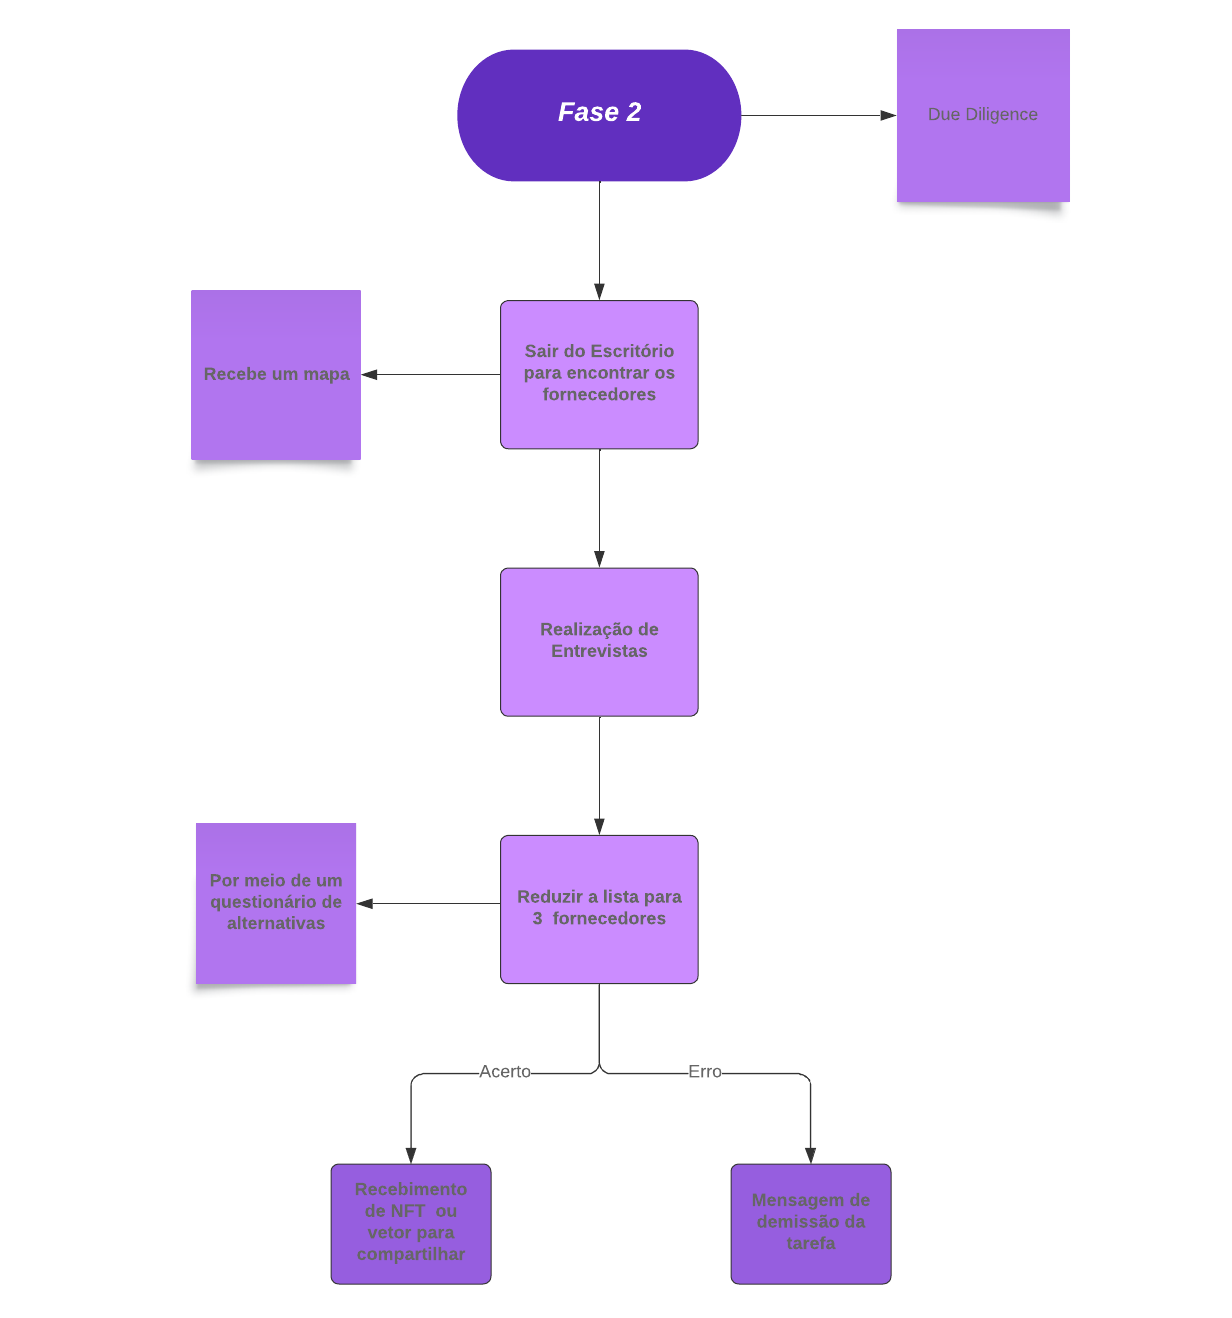 Fase 2
Due Diligence
Sair do Escritório
para encontrar os
fornecedores
Recebe um mapa
Realização de
Entrevistas
Reduzir a lista para
3  fornecedores
Por meio de um
questionário de
alternativas
Acerto
Erro
Recebimento
de NFT  ou
vetor para
compartilhar
Mensagem de
demissão da
tarefa